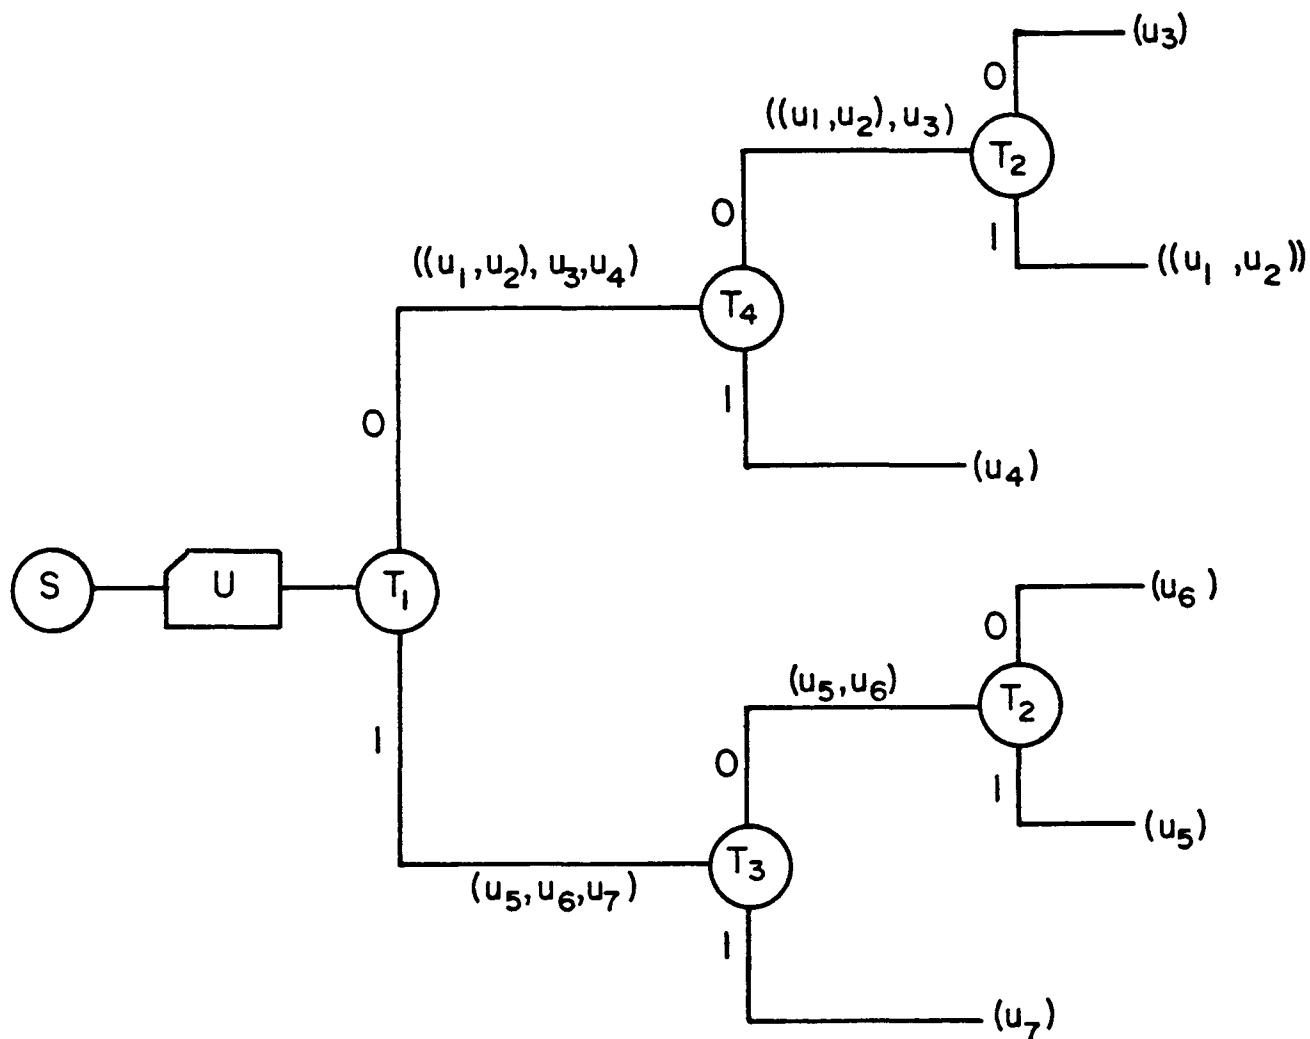 (u₃)
0
((u₁,u₂),u₃)
T₂
0
1
((u₁,u₂))
((u₁,u₂), u₃,u₄)
T₄
1
0
(u₄)
S
U
T₁
(u₆)
0
(u₅,u₆)
T₂
1
0
1
(u₅)
T₃
(u₅,u₆,u₇)
1
(u₇)